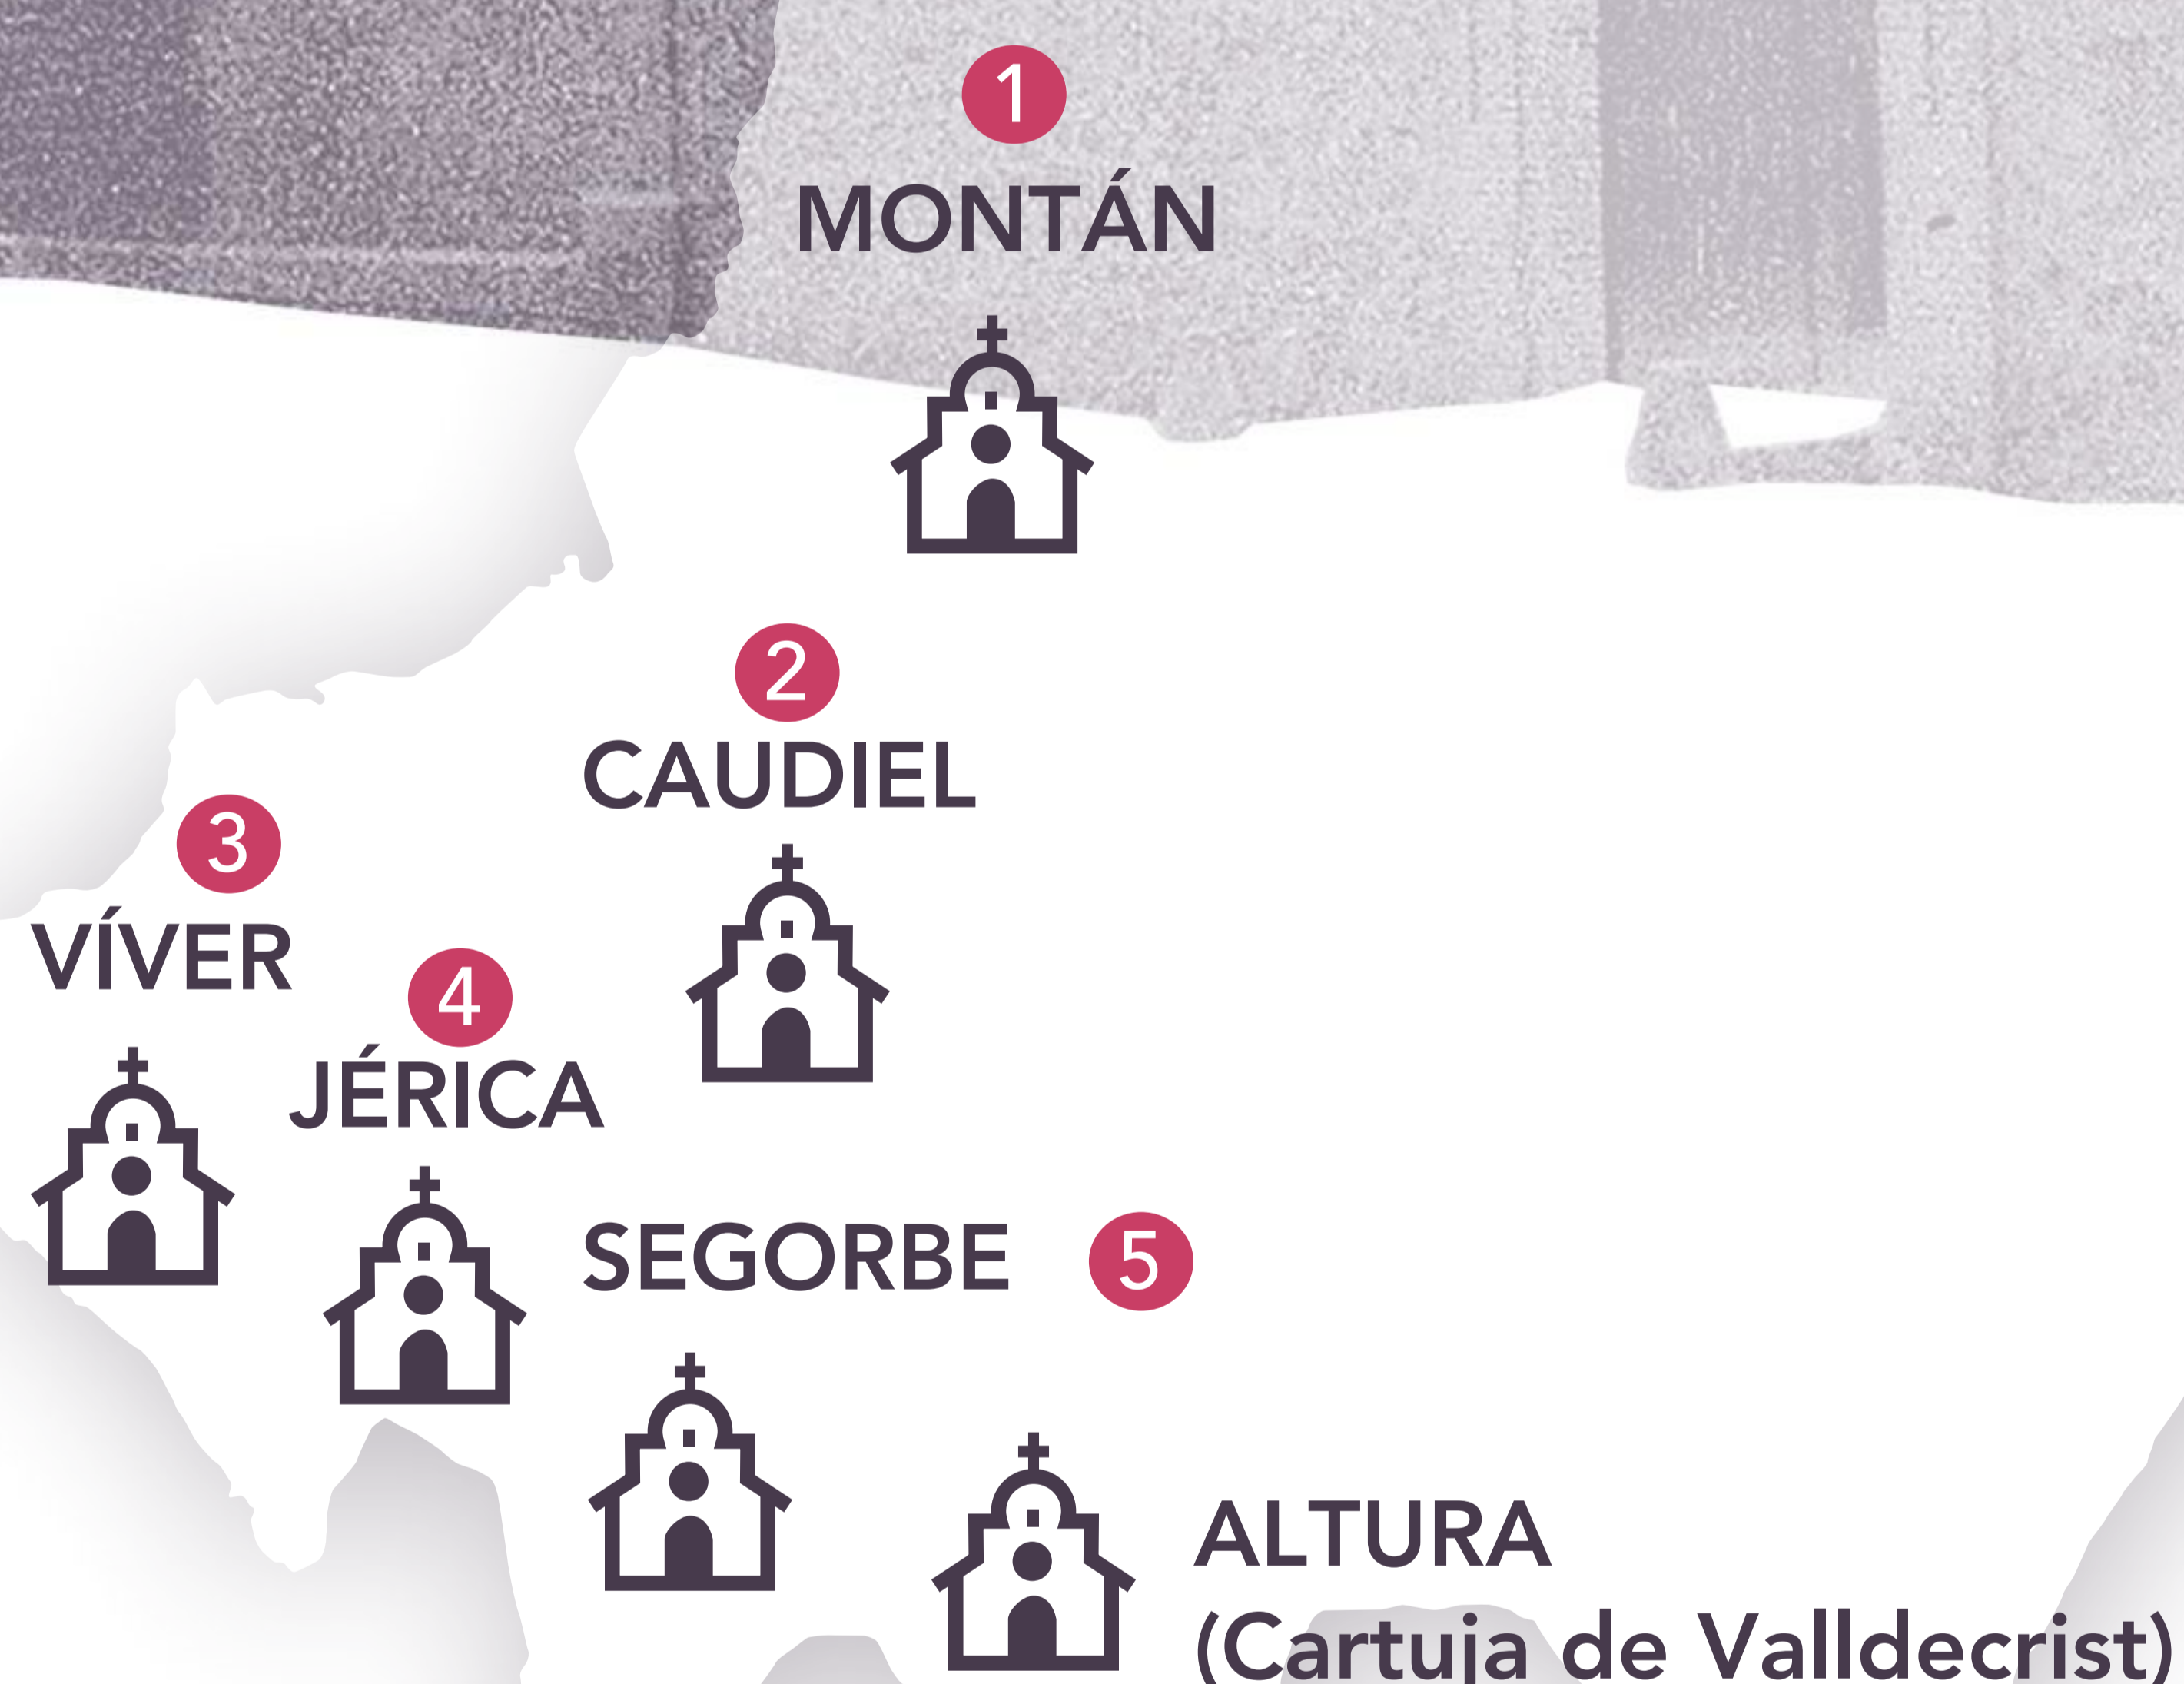 1
MONTÁN
2
CAUDIEL
3
VÍVER
4
JÉRICA
SEGORBE 5
ALTURA
(Cartuja de Valldecrist)